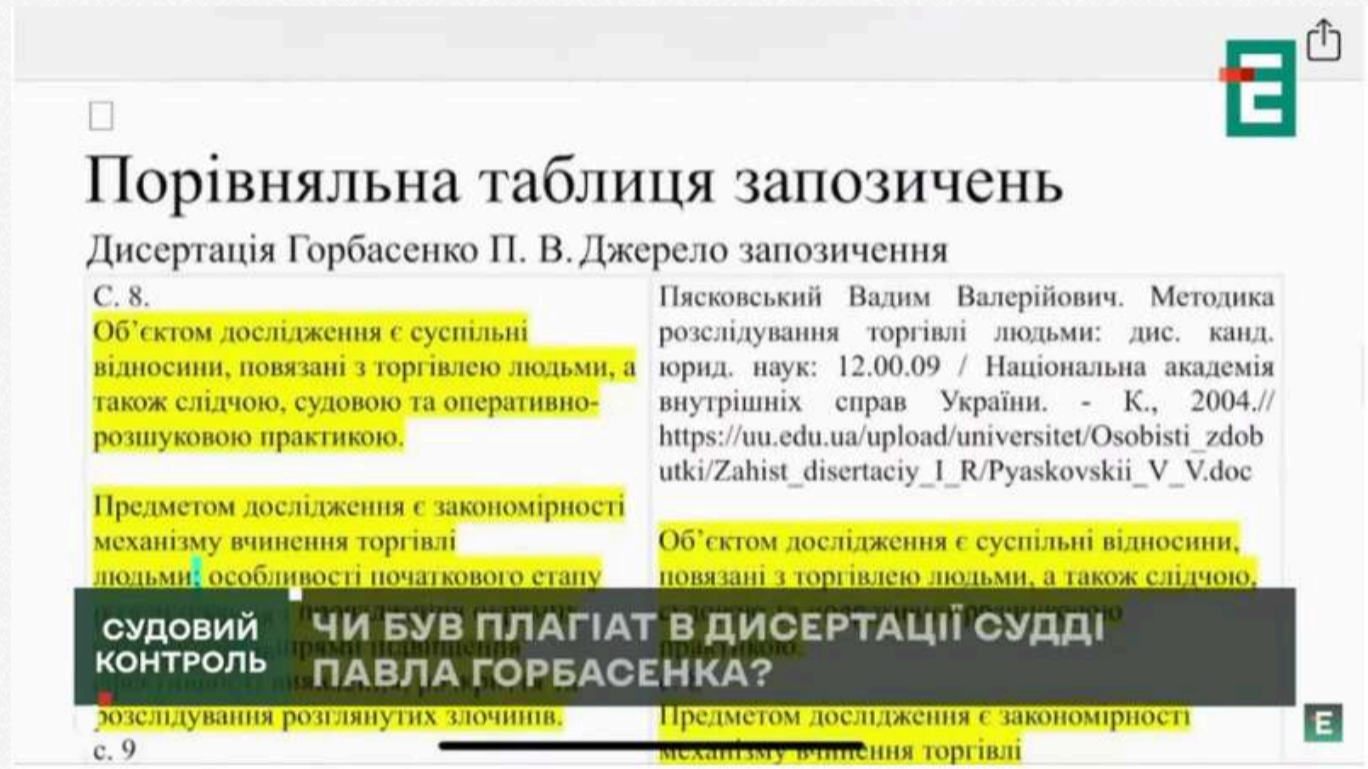 Порівняльна таблиця запозичень
Дисертація Горбасенко П. В. Джерело запозичення
С. 8.
Об’єктом дослідження є суспільні
відносини, повязані з торгівлею людьми, а
також слідчою, судовою та оперативно-
розшуковою практикою.
Предметом дослідження є закономірності
механізму вчинення торгівлі
людьми; особливості початкового етапу
розслідування розглянутих злочинів.
с. 9
Пясковський Вадим Валерійович. Методика
розслідування торгівлі людьми: дис. канд.
юрид. наук: 12.00.09 / Національна академія
внутрішніх справ України. - К., 2004.//
https://uu.edu.ua/upload/universitet/Osobisti_zdob
utki/Zahist_disertaciy_I_R/Pyaskovskii_V_V.doc
Об’єктом дослідження є суспільні відносини,
повязані з торгівлею людьми, а також слідчою,
практикою.
Предметом дослідження є закономірності
механізму вчинення торгівлі
СУДОВИЙ
КОНТРОЛЬ
ЧИ БУВ ПЛАГІАТ В ДИСЕРТАЦІЇ СУДДІ
ПАВЛА ГОРБАСЕНКА?
E
E